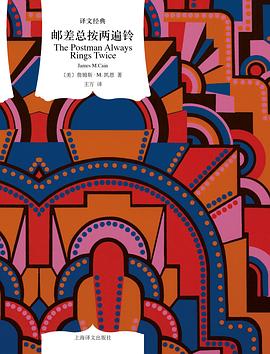 译文经典
邮差总按两遍铃
The Postman Always
Rings Twice
James M.Cain
〔美〕詹姆斯·M.凯恩 著
王万 译
上海译文出版社